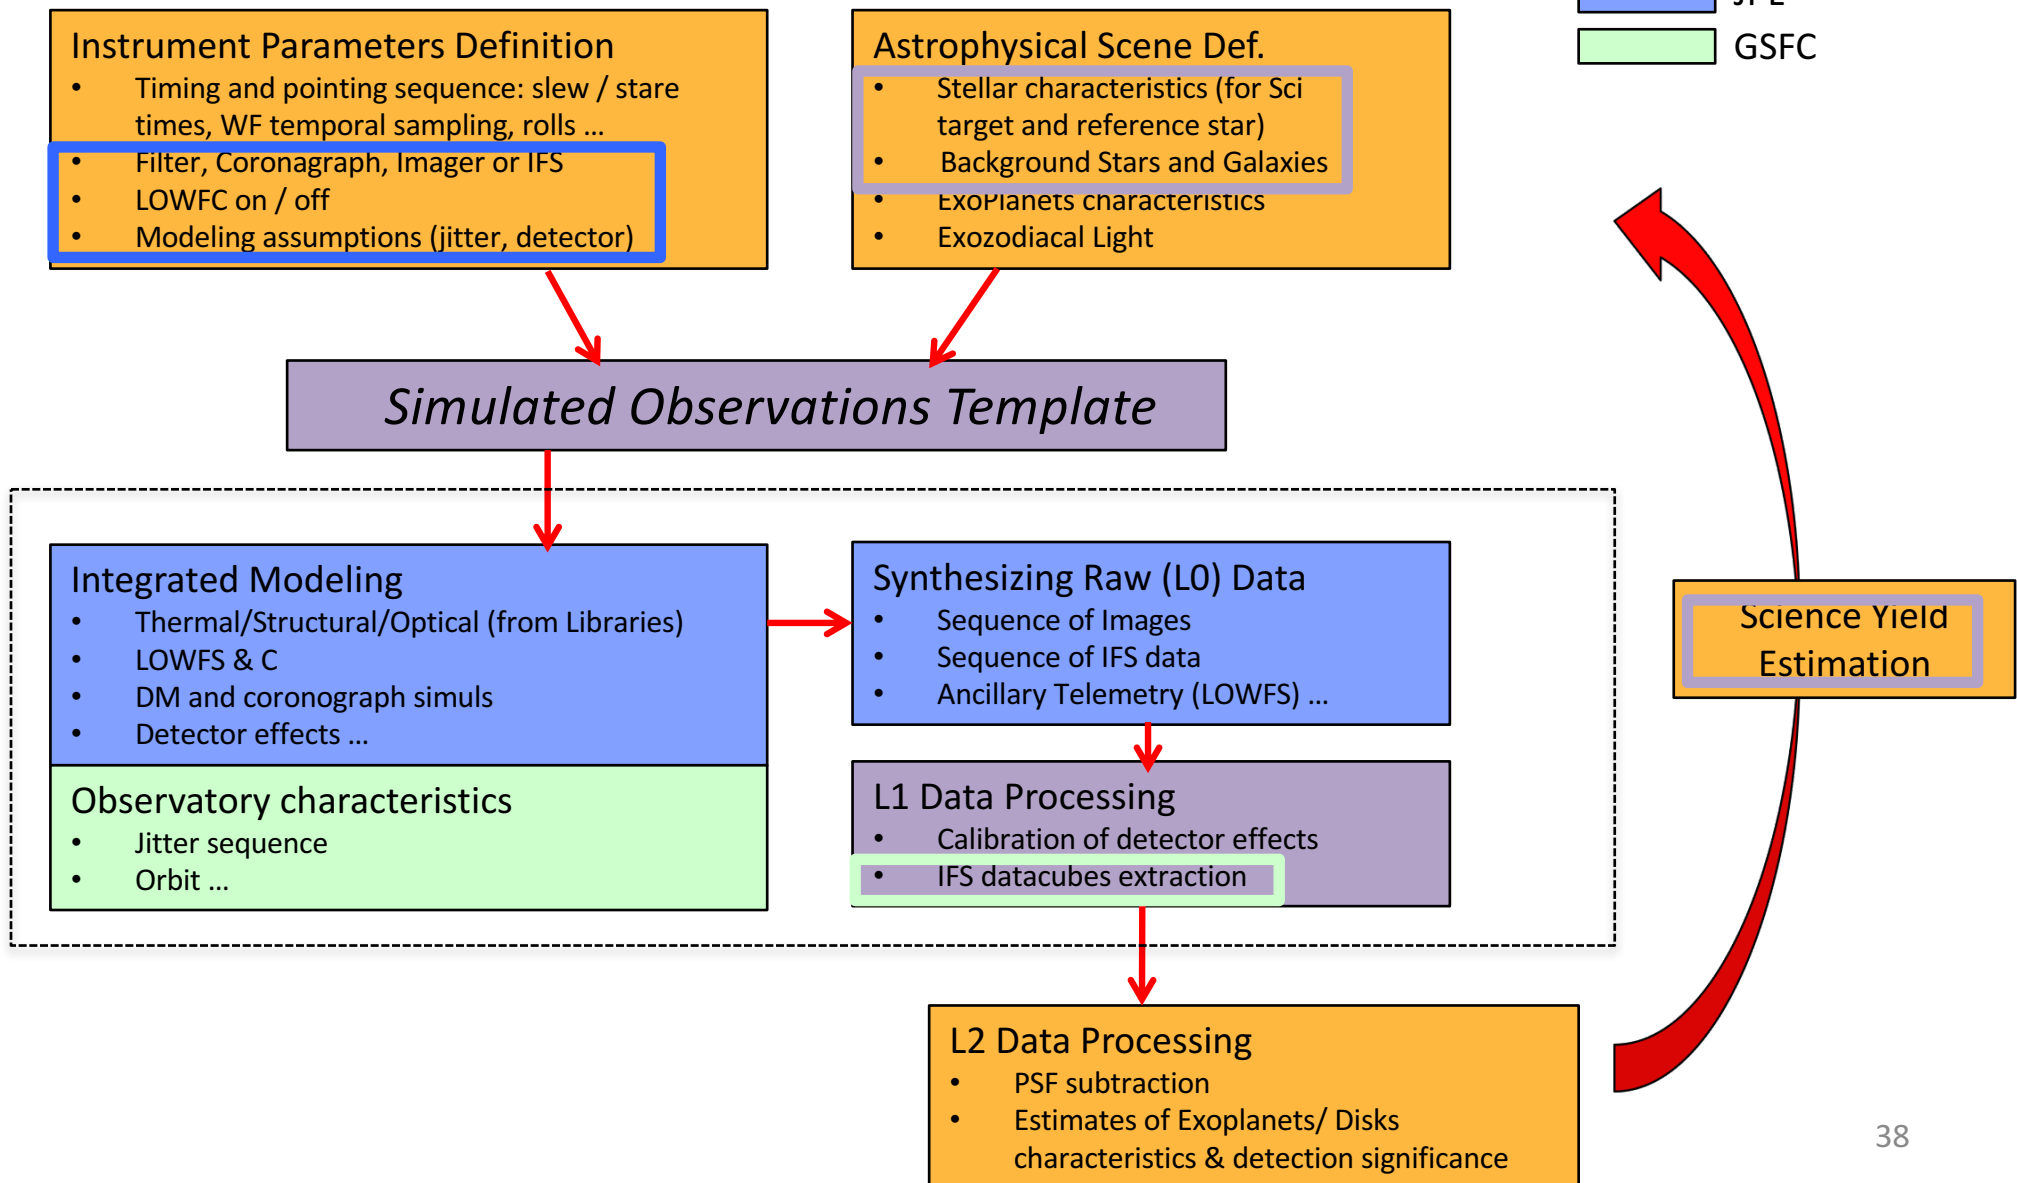 JPL
GSFC
Instrument Parameters Definition
• Timing and pointing sequence: slew / stare
times, WF temporal sampling, rolls ...
• Filter, Coronagraph, Imager or IFS
• LOWFC on / off
• Modeling assumptions (jitter, detector)
Astrophysical Scene Def.
• Stellar characteristics (for Sci
target and reference star)
• Background Stars and Galaxies
• ExoPlanets characteristics
• Exozodiacal Light
Simulated Observations Template
Integrated Modeling
• Thermal/Structural/Optical (from Libraries)
• LOWFS & C
• DM and coronograph simuls
• Detector effects ...
Observatory characteristics
• Jitter sequence
• Orbit ...
Synthesizing Raw (L0) Data
• Sequence of Images
• Sequence of IFS data
• Ancillary Telemetry (LOWFS) ...
L1 Data Processing
• Calibration of detector effects
• IFS datacubes extraction
Science Yield
Estimation
L2 Data Processing
• PSF subtraction
• Estimates of Exoplanets/ Disks
characteristics & detection significance
38